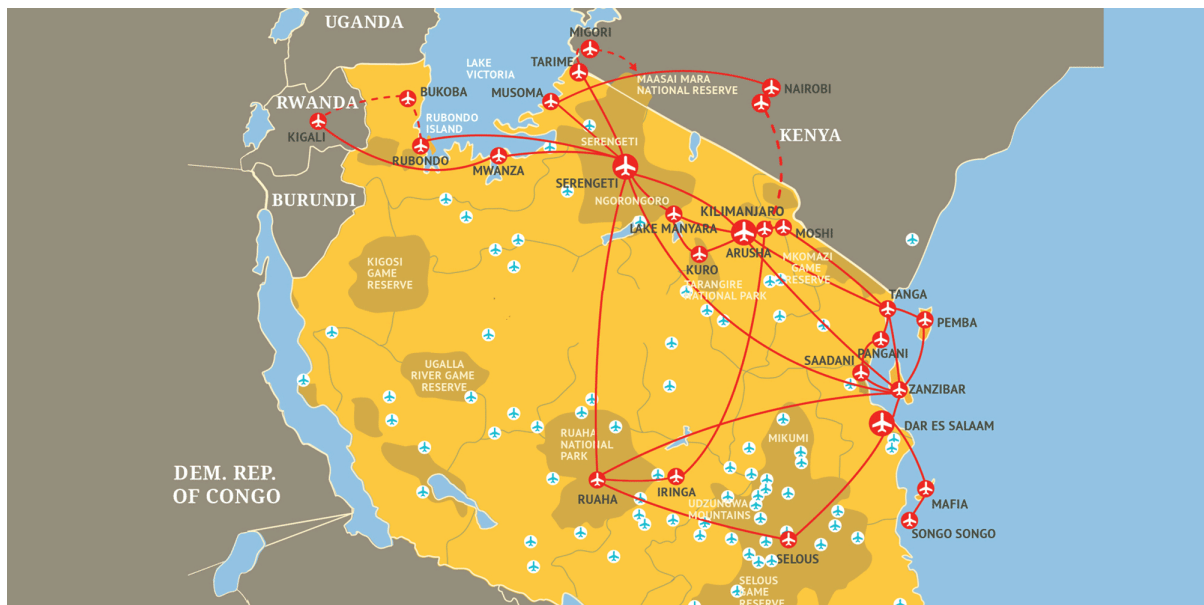 UGANDA
MIGORI
TARIME
LAKE
VICTORIA
MAASAI MARA
NATIONAL RESERVE
NAIROBI
BUKOBA
MUSOMA
RWANDA
KIGALI
RUBONDO
ISLAND
KENYA
SERENGETI
RUBONDO
MWANZA
SERENGETI
BURUNDI
NGORONGORO
KILIMANJARO
LAKE MANYARA
ARUSHA
MOSHI
KURO
MKOMAZI
GAME
RESERVE
KIGOSI
GAME
RESERVE
TARANGIRE
NATIONAL PARK
TANGA
PEMBA
PANGANI
SAADANI
UGALLA
RIVER GAME
RESERVE
ZANZIBAR
DAR ES SALAAM
RUAHA
NATIONAL
PARK
MIKUMI
DEM. REP.
OF CONGO
RUAHA
IRINGA
UDZUNGWA
MOUNTAINS
MAFIA
SONGO SONGO
SELOUS
SELOUS
GAME
RESERVE